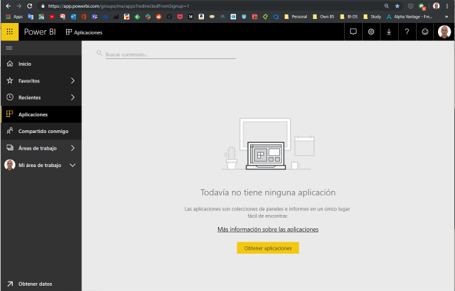 https://app.powerbi.com/groups/me/apps?redirectedFromSignup=1
Apps
Personal
Own BS
BI-DS
Study
Alpha Vantage - Fre...
Power BI
Aplicaciones
Buscar contenido...
Inicio
Favoritos
Recientes
Aplicaciones
Compartido conmigo
Áreas de trabajo
Mi área de trabajo
Todavía no tiene ninguna aplicación
Las aplicaciones son colecciones de paneles e informes en un único lugar
fácil de encontrar.
Más información sobre las aplicaciones
Obtener aplicaciones
Obtener datos